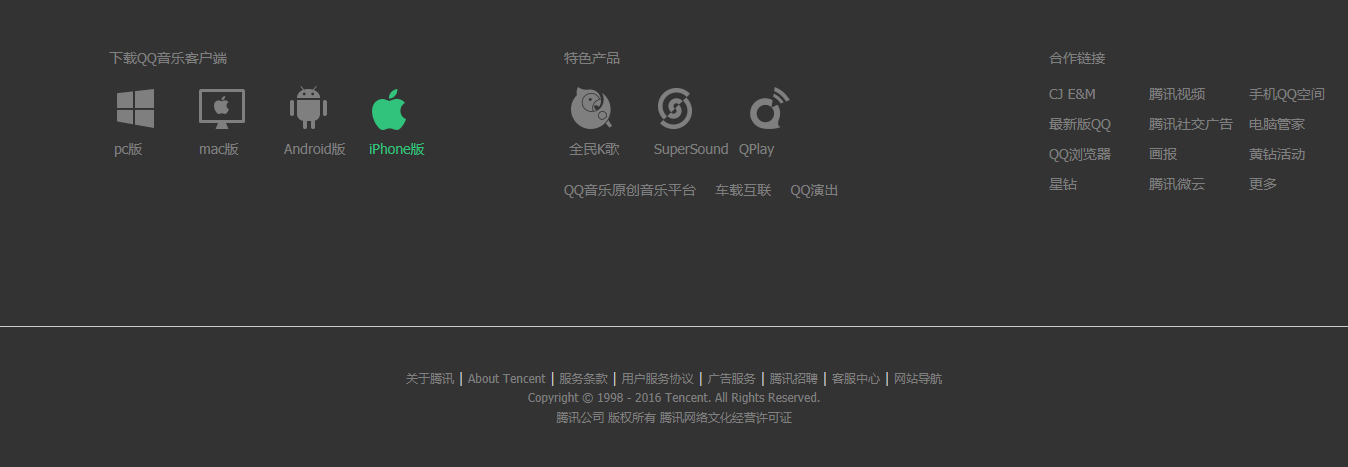 下载QQ音乐客户端
pc版 mac版 Android版 iPhone版
特色产品
全民K歌 SuperSound QPlay
QQ音乐原创音乐平台 车载互联 QQ演出
合作链接
CJ E&M 腾讯视频 手机QQ空间
最新版QQ 腾讯社交广告 电脑管家
QQ浏览器 画报 黄钻活动
星钻 腾讯微云 更多
关于腾讯 | About Tencent | 服务条款 | 用户服务协议 | 广告服务 | 腾讯招聘 | 客服中心 | 网站导航
Copyright © 1998 - 2016 Tencent. All Rights Reserved.
腾讯公司 版权所有 腾讯网络文化经营许可证